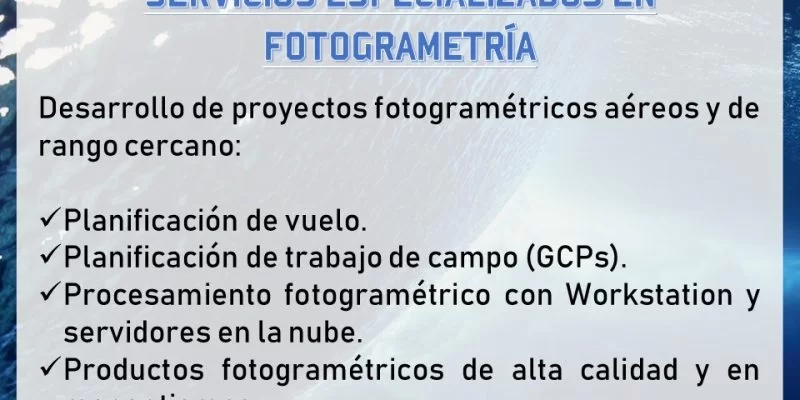 SERVICIOS ESPECIALIZADOS EN
FOTOGRAMETRÍA
Desarrollo de proyectos fotogramétricos aéreos y de
rango cercano:
✓Planificación de vuelo.
✓Planificación de trabajo de campo (GCPs).
✓Procesamiento fotogramétrico con Workstation y
servidores en la nube.
✓Productos fotogramétricos de alta calidad y en